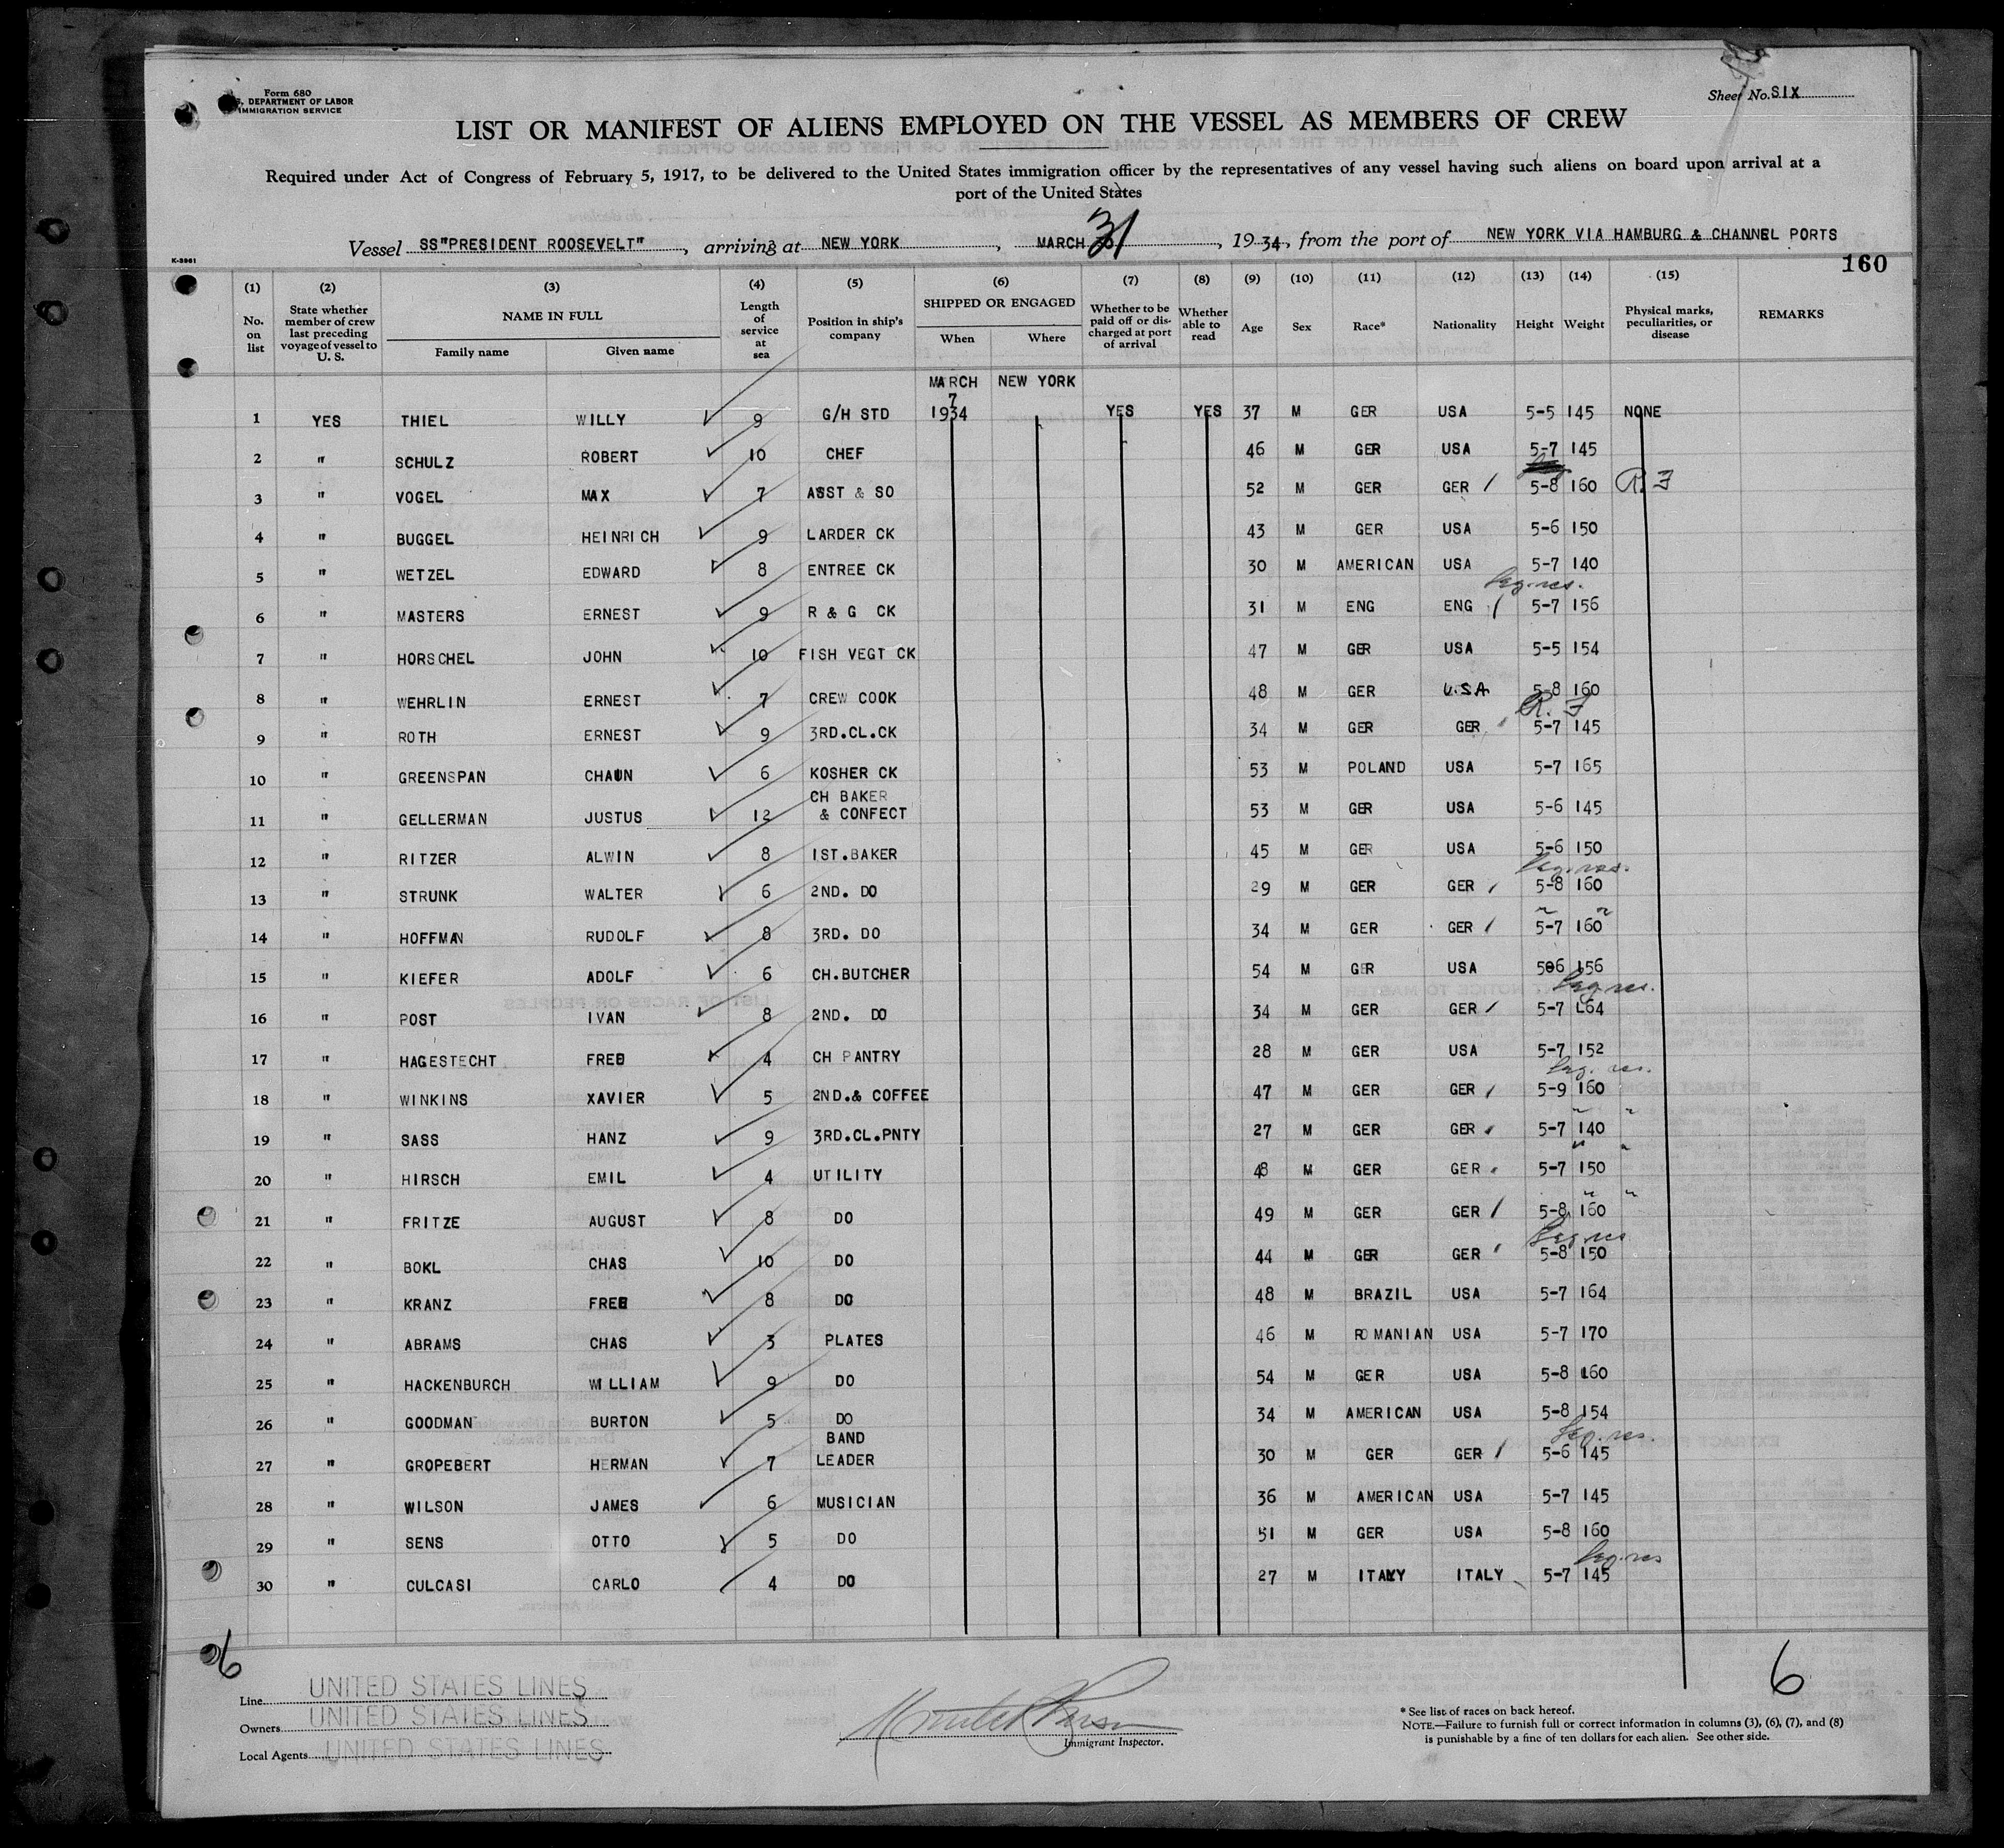 Form 680
S. DEPARTMENT OF LABOR
IMMIGRATION SERVICE
Sheet No. SIX
LIST OR MANIFEST OF ALIENS EMPLOYED ON THE VESSEL AS MEMBERS OF CREW
Required under Act of Congress of February 5, 1917, to be delivered to the United States immigration officer by the representatives of any vessel having such aliens on board upon arrival at a
port of the United States
Vessel SS"PRESIDENT ROOSEVELT", arriving at NEW YORK, MARCH 31, 1934, from the port of NEW YORK VIA HAMBURG & CHANNEL PORTS
K-3961
160
(1) (2) (3) (4) (5) (6) (7) (8) (9) (10) (11) (12) (13) (14) (15)
No. on list State whether member of crew last preceding voyage of vessel to U. S. NAME IN FULL Family name Given name Length of service at sea Position in ship's company SHIPPED OR ENGAGED When Where Whether to be paid off or discharged at port of arrival Whether able to read Age Sex Race* Nationality Height Weight Physical marks, peculiarities, or disease REMARKS
MARCH NEW YORK
7
1 YES THIEL WILLY 9 G/H STD 1934 YES YES 37 M GER USA 5-5 145 NONE
2 " SCHULZ ROBERT 10 CHEF 46 M GER USA 5-7 145
3 " VOGEL MAX 7 ASST & SO 52 M GER GER 5-8 160
4 " BUGGEL HEINRICH 9 LARDER CK 43 M GER USA 5-6 150
5 " WETZEL EDWARD 8 ENTREE CK 30 M AMERICAN USA 5-7 140
Leg. res.
6 " MASTERS ERNEST 9 R & G CK 31 M ENG ENG 5-7 156
7 " HORSCHEL JOHN 10 FISH VEGT CK 47 M GER USA 5-5 154
8 " WEHRLIN ERNEST 7 CREW COOK 48 M GER U.S.A 5-8 160
9 " ROTH ERNEST 9 3RD.CL.CK 34 M GER GER 5-7 145
10 " GREENSPAN CHAUN 6 KOSHER CK 53 M POLAND USA 5-7 165
CH BAKER
11 " GELLERMAN JUSTUS 12 & CONFECT 53 M GER USA 5-6 145
12 " RITZER ALWIN 8 1ST.BAKER 45 M GER USA 5-6 150
Leg. res.
13 " STRUNK WALTER 6 2ND. DO 29 M GER GER 5-8 160
" "
14 " HOFFMAN RUDOLF 8 3RD. DO 34 M GER GER 5-7 160
15 " KIEFER ADOLF 6 CH.BUTCHER 54 M GER USA 5-6 156
Leg. res.
16 " POST IVAN 8 2ND. DO 34 M GER GER 5-7 164
17 " HAGESTECHT FRED 4 CH PANTRY 28 M GER USA 5-7 152
Leg. res.
18 " WINKINS XAVIER 5 2ND.& COFFEE 47 M GER GER 5-9 160
" "
19 " SASS HANZ 9 3RD.CL.PNTY 27 M GER GER 5-7 140
" "
20 " HIRSCH EMIL 4 UTILITY 48 M GER GER 5-7 150
" "
21 " FRITZE AUGUST 8 DO 49 M GER GER 5-8 160
Leg. res
22 " BOKL CHAS 10 DO 44 M GER GER 5-8 150
23 " KRANZ FRED 8 DO 48 M BRAZIL USA 5-7 164
24 " ABRAMS CHAS 3 PLATES 46 M ROMANIAN USA 5-7 170
25 " HACKENBURCH WILLIAM 9 DO 54 M GER USA 5-8 160
26 " GOODMAN BURTON 5 DO 34 M AMERICAN USA 5-8 154
BAND Leg. res.
27 " GROPEBERT HERMAN 7 LEADER 30 M GER GER 5-6 145
28 " WILSON JAMES 6 MUSICIAN 36 M AMERICAN USA 5-7 145
29 " SENS OTTO 5 DO 51 M GER USA 5-8 160
Leg. res
30 " CULCASI CARLO 4 DO 27 M ITALY ITALY 5-7 145
6 6
Line UNITED STATES LINES
Owners UNITED STATES LINES
Local Agents UNITED STATES LINES
Immigrant Inspector.
* See list of races on back hereof.
NOTE.—Failure to furnish full or correct information in columns (3), (6), (7), and (8)
is punishable by a fine of ten dollars for each alien. See other side.